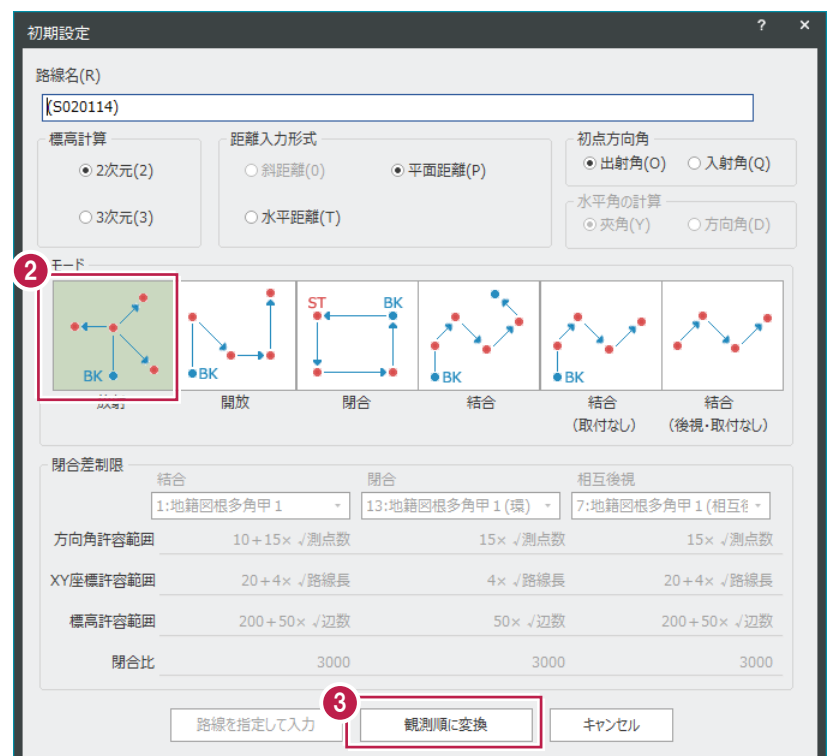 初期設定 ? ×
路線名(R)
(S020114)
標高計算 距離入力形式 初点方向角
2次元(2) 斜距離(0) 平面距離(P) 出射角(O) 入射角(Q)
水平角の計算
3次元(3) 水平距離(T) 夾角(Y) 方向角(D)
2 モード
ST BK
BK BK BK BK
放射 開放 閉合 結合 結合 結合
(取付なし) (後視・取付なし)
閉合差制限
結合 閉合 相互後視
1:地籍図根多角甲1 13:地籍図根多角甲1(環) 7:地籍図根多角甲1(相互
方向角許容範囲 10+15× √測点数 15× √測点数 15× √測点数
XY座標許容範囲 20+4× √路線長 4× √路線長 20+4× √路線長
標高許容範囲 200+50× √辺数 50× √辺数 200+50× √辺数
閉合比 3000 3000 3000
3
路線を指定して入力 観測順に変換 キャンセル